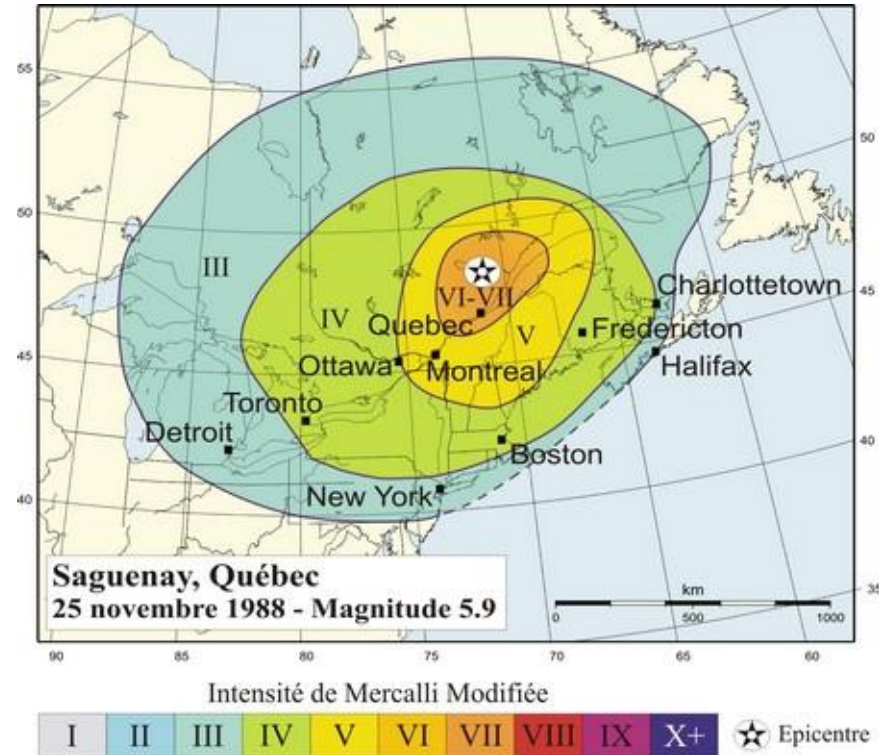 55
50
50
III
Charlottetown
VI-VII
45
IV
Quebec
V
Fredericton
45
Ottawa
Montreal
Halifax
Toronto
Detroit
40
Boston
New York
40
Saguenay, Québec
25 novembre 1988 - Magnitude 5.9
km
0 500 1000
35
90 85 80 75 70 65 60
Intensité de Mercalli Modifiée
I II III IV V VI VII VIII IX X+ Epicentre